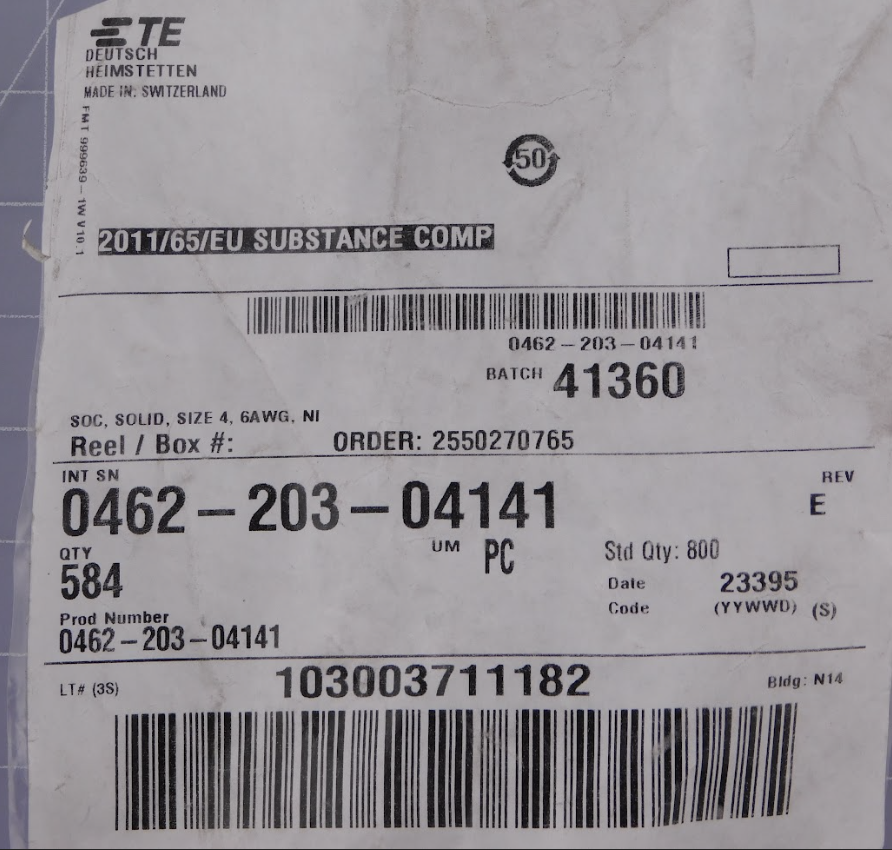 TE
DEUTSCH
HEIMSTETTEN
MADE IN: SWITZERLAND
FMT 999639-1W V10.1
50
2011/65/EU SUBSTANCE COMP
0462-203-04141
BATCH 41360
SOC, SOLID, SIZE 4, 6AWG, NI
Reel / Box #: ORDER: 2550270765
INT SN REV
0462-203-04141 E
QTY UM PC Std Qty: 800
584 Date 23395
Code (YYWWD) (S)
Prod Number
0462-203-04141
LT# (3S) 103003711182 Bldg: N14